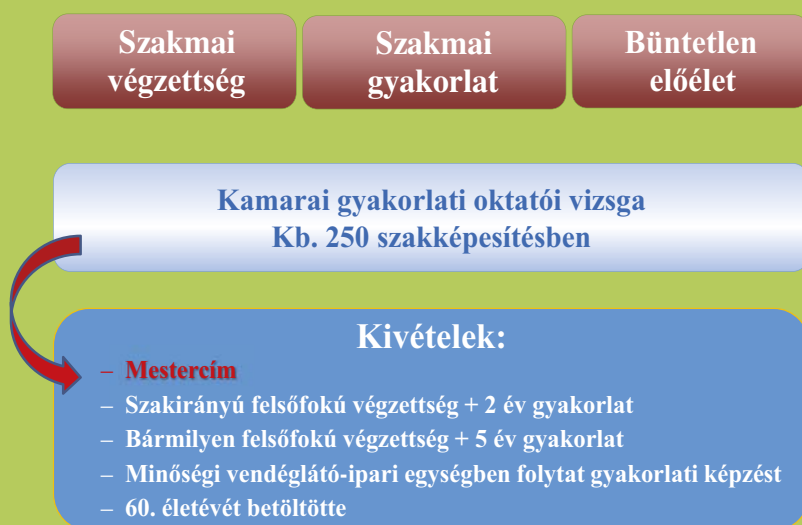 Szakmai
végzettség
Szakmai
gyakorlat
Büntetlen
előélet
Kamarai gyakorlati oktatói vizsga
Kb. 250 szakképesítésben
Kivételek:
– Mestercím
– Szakirányú felsőfokú végzettség + 2 év gyakorlat
– Bármilyen felsőfokú végzettség + 5 év gyakorlat
– Minőségi vendéglátó-ipari egységben folytat gyakorlati képzést
– 60. életévét betöltötte